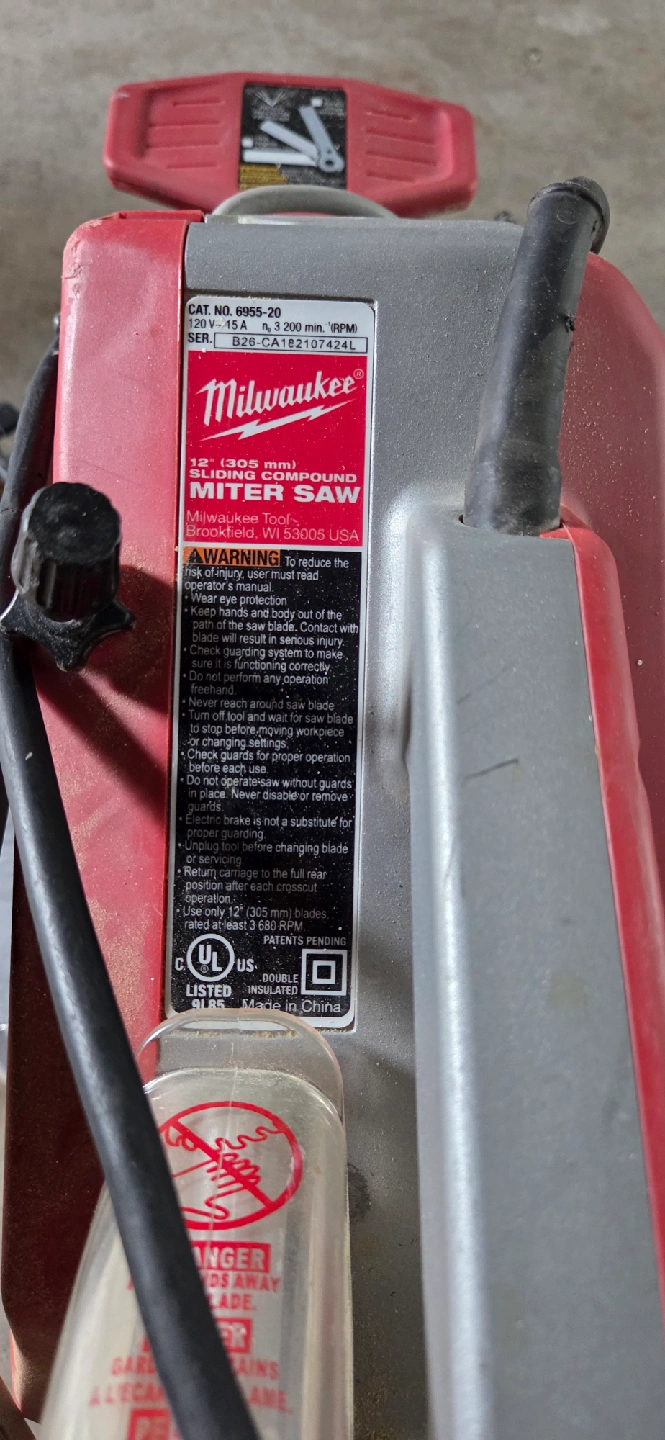 CAT. NO. 6955-20
120 V~ 15 A n₀ 3 200 min.⁻¹(RPM)
SER. B26-CA182107424L
Milwaukee®
12" (305 mm)
SLIDING COMPOUND
MITER SAW
Milwaukee Tool
Brookfield, WI 53005 USA
WARNING To reduce the
risk of injury, user must read
operator's manual.
• Wear eye protection
• Keep hands and body out of the
path of the saw blade. Contact with
blade will result in serious injury.
• Check guarding system to make
sure it is functioning correctly.
• Do not perform any operation
freehand.
• Never reach around saw blade
• Turn off tool and wait for saw blade
to stop before moving workpiece
or changing settings.
• Check guards for proper operation
before each use.
• Do not operate saw without guards
in place. Never disable or remove
guards.
• Electric brake is not a substitute for
proper guarding.
• Unplug tool before changing blade
or servicing.
• Return carriage to the full rear
position after each crosscut
operation.
• Use only 12" (305 mm) blades,
rated at least 3 680 RPM.
PATENTS PENDING
C UL US
LISTED
9L85
DOUBLE
INSULATED
Made in China
ANGER
DS AWAY
LADE.